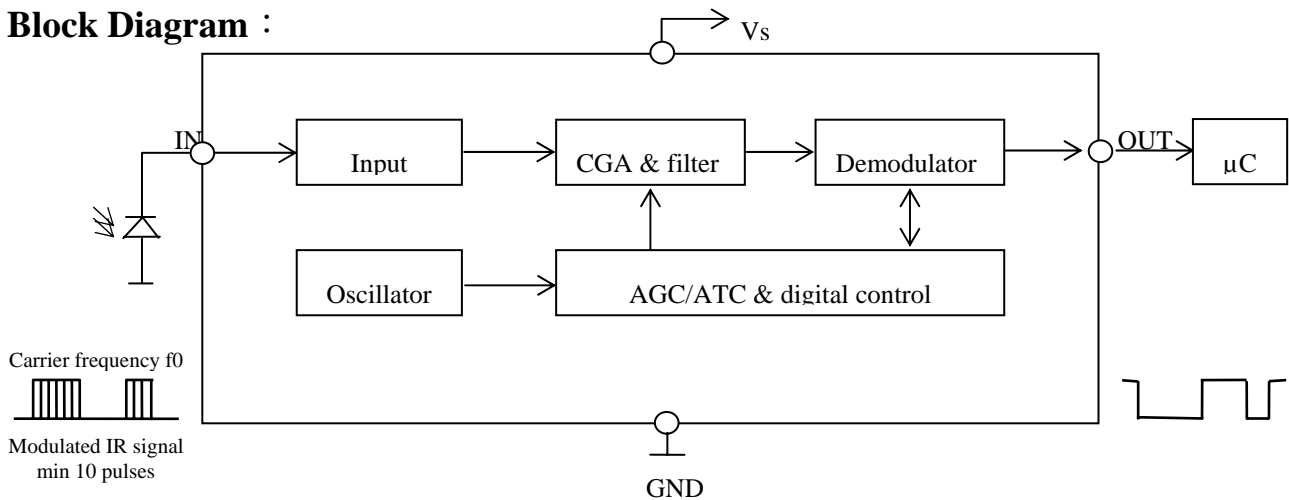 Block Diagram：
Vs
IN
Input
CGA & filter
Demodulator
OUT
µC
Oscillator
AGC/ATC & digital control
Carrier frequency f0
Modulated IR signal
min 10 pulses
GND